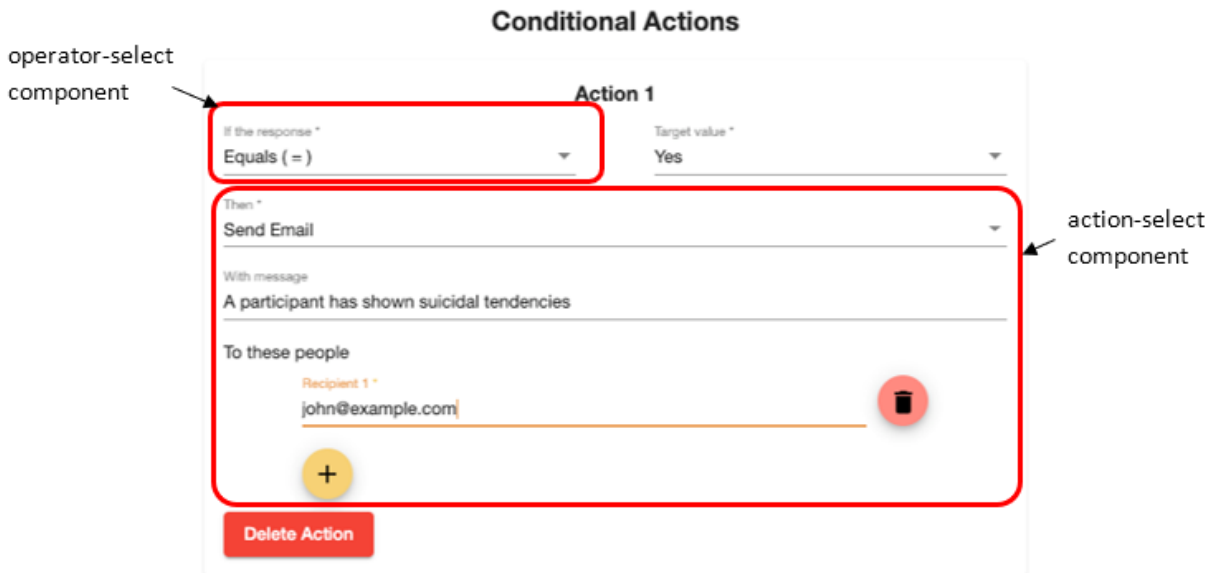 Conditional Actions
operator-select
component
Action 1
If the response *
Target value *
Equals ( = )
Yes
Then *
Send Email
action-select
component
With message
A participant has shown suicidal tendencies
To these people
Recipient 1 *
john@example.com
+
Delete Action